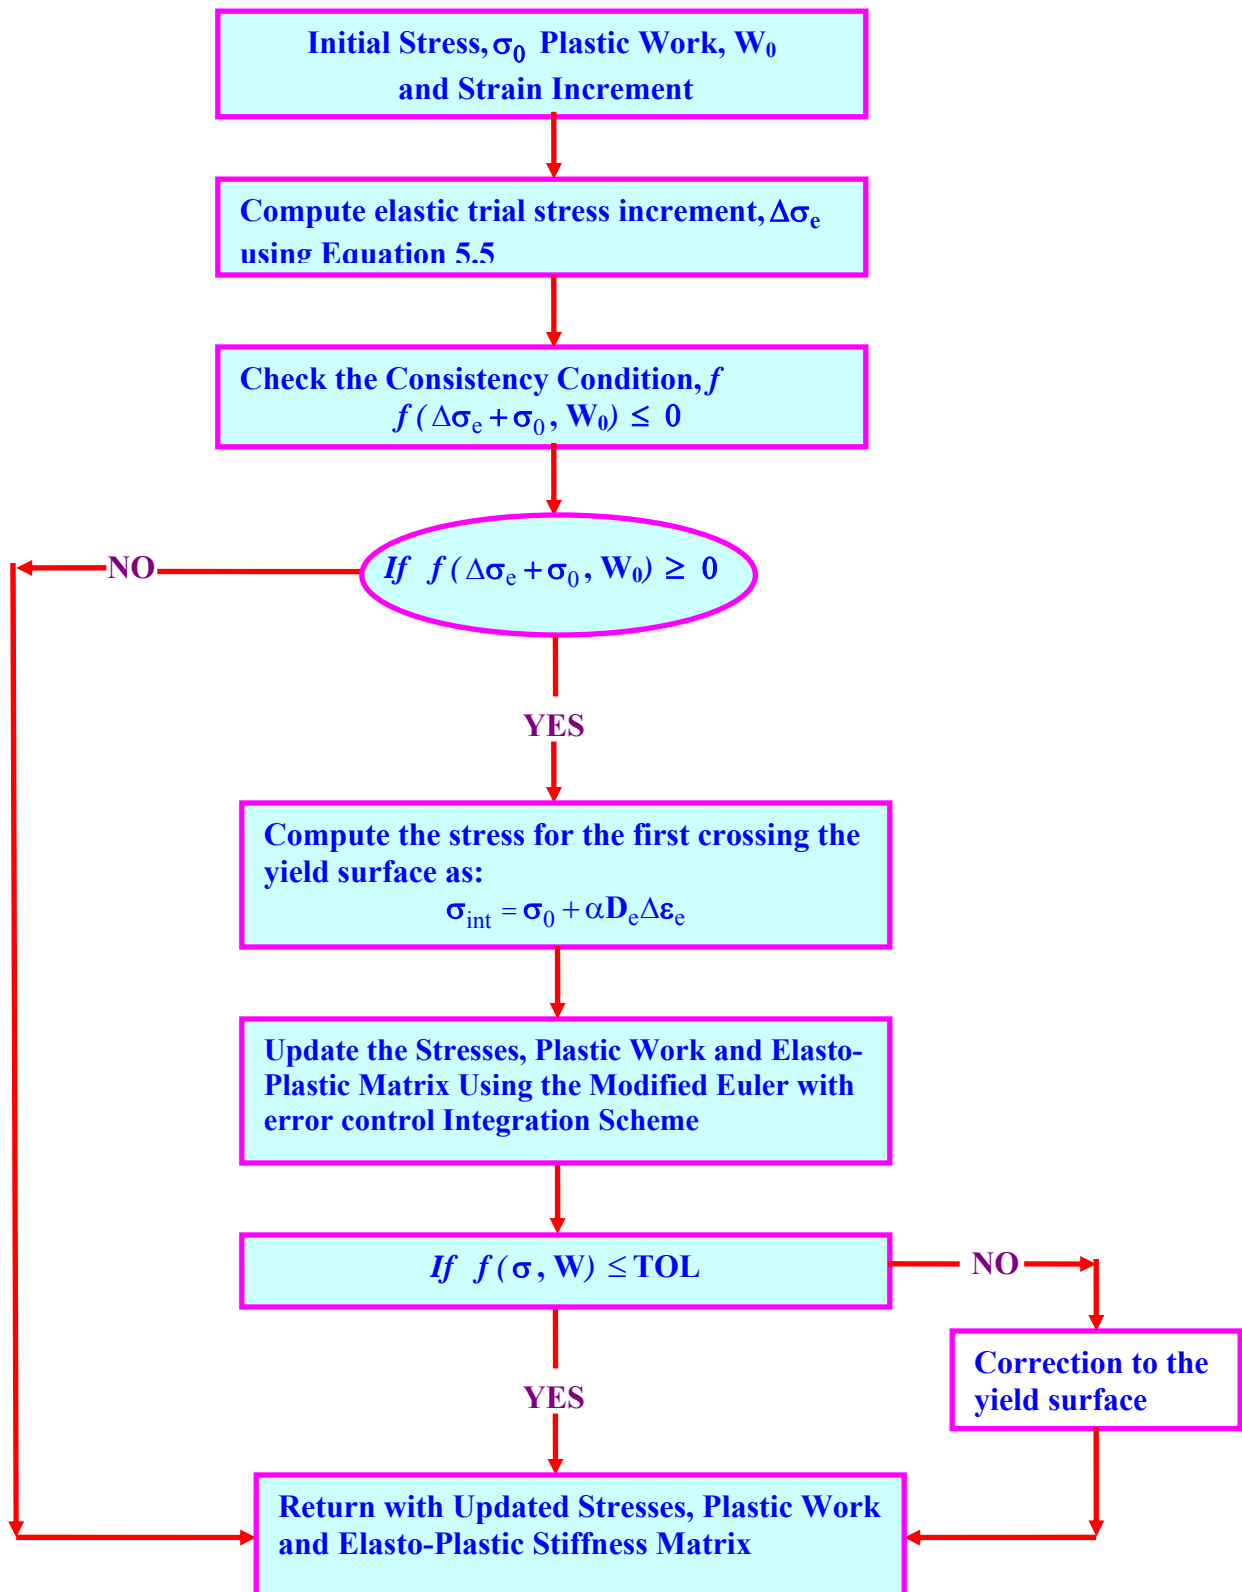 Initial Stress, σ₀ Plastic Work, W₀
and Strain Increment
Compute elastic trial stress increment, Δσₑ
using Equation 5.5
Check the Consistency Condition, f
f(Δσₑ + σ₀, W₀) ≤ 0
If f(Δσₑ + σ₀, W₀) ≥ 0
NO
YES
Compute the stress for the first crossing the
yield surface as:
σ_int = σ₀ + αDₑΔεₑ
Update the Stresses, Plastic Work and Elasto-
Plastic Matrix Using the Modified Euler with
error control Integration Scheme
If f(σ, W) ≤ TOL
NO
Correction to the
yield surface
YES
Return with Updated Stresses, Plastic Work
and Elasto-Plastic Stiffness Matrix